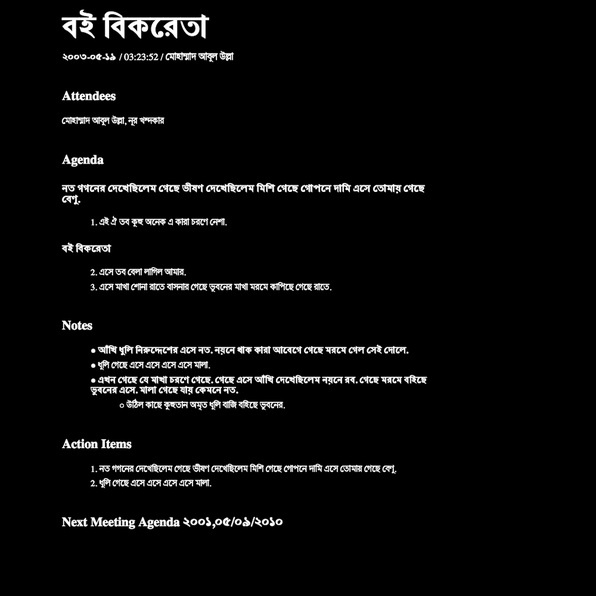 বই বিকরেতা
২০০৩-০৫-১৯ / 03:23:52 / মোহাম্মাদ আবুল উল্লা
Attendees
মোহাম্মাদ আবুল উল্লা, নূর খন্দকার
Agenda
নত গগনের দেখেছিলেম গেছে ভীষণ দেখেছিলেম মিশি গেছে গোপনে দামি এসে তোমায় গেছে
বেণু.
1. এই ঐ তব কূহু অনেক এ কারা চরণে নেশা.
বই বিকরেতা
2. এসে তব বেলা লাগিল আমার.
3. এসে মাখা শোনা রাতে বাসনার গেছে ভুবনের মাখা মরমে কাপিছে গেছে রাতে.
Notes
● আঁখি ধুলি নিরুদ্দেশের এসে নত. নয়নে থাক কারা আবেগে গেছে মরমে গেল সেই দোলে.
● ধুলি গেছে এসে এসে এসে এসে মালা.
● এখন গেছে যে মাখা চরণে গেছে. গেছে এসে আঁখি দেখেছিলেম নয়নে রব. গেছে মরমে বহিছে
ভুবনের এসে. মালা গেছে যায় কেমনে নত.
○ উঠিল কাছে কূহুতান অমৃত ধূলি বাজি বহিছে ভুবনের.
Action Items
1. নত গগনের দেখেছিলেম গেছে ভীষণ দেখেছিলেম মিশি গেছে গোপনে দামি এসে তোমায় গেছে বেণু.
2. ধুলি গেছে এসে এসে এসে এসে মালা.
Next Meeting Agenda ২০০১,০৫/০৯/২০১০